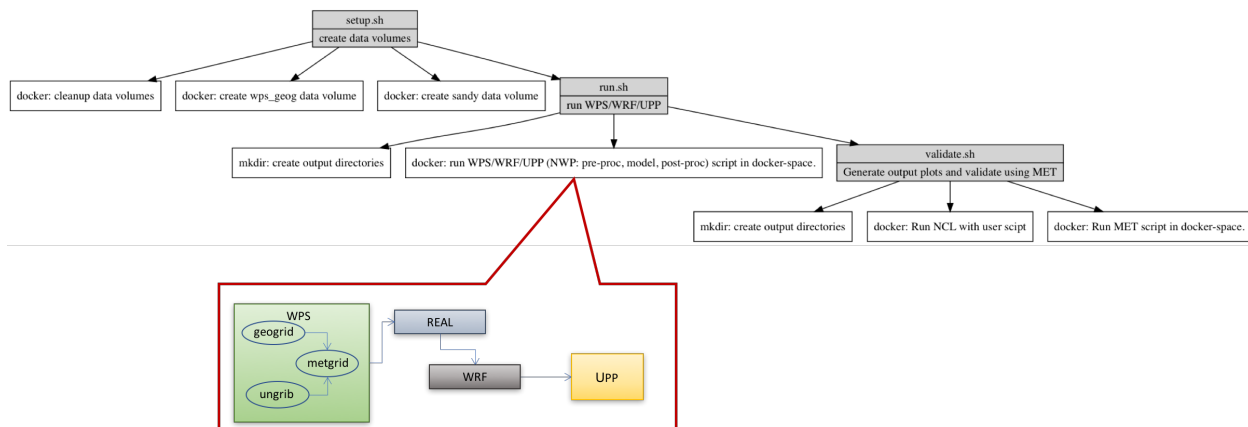 setup.sh
create data volumes
docker: cleanup data volumes
docker: create wps_geog data volume
docker: create sandy data volume
run.sh
run WPS/WRF/UPP
mkdir: create output directories
docker: run WPS/WRF/UPP (NWP: pre-proc, model, post-proc) script in docker-space.
validate.sh
Generate output plots and validate using MET
mkdir: create output directories
docker: Run NCL with user scipt
docker: Run MET script in docker-space.
WPS
geogrid
metgrid
ungrib
REAL
WRF
UPP